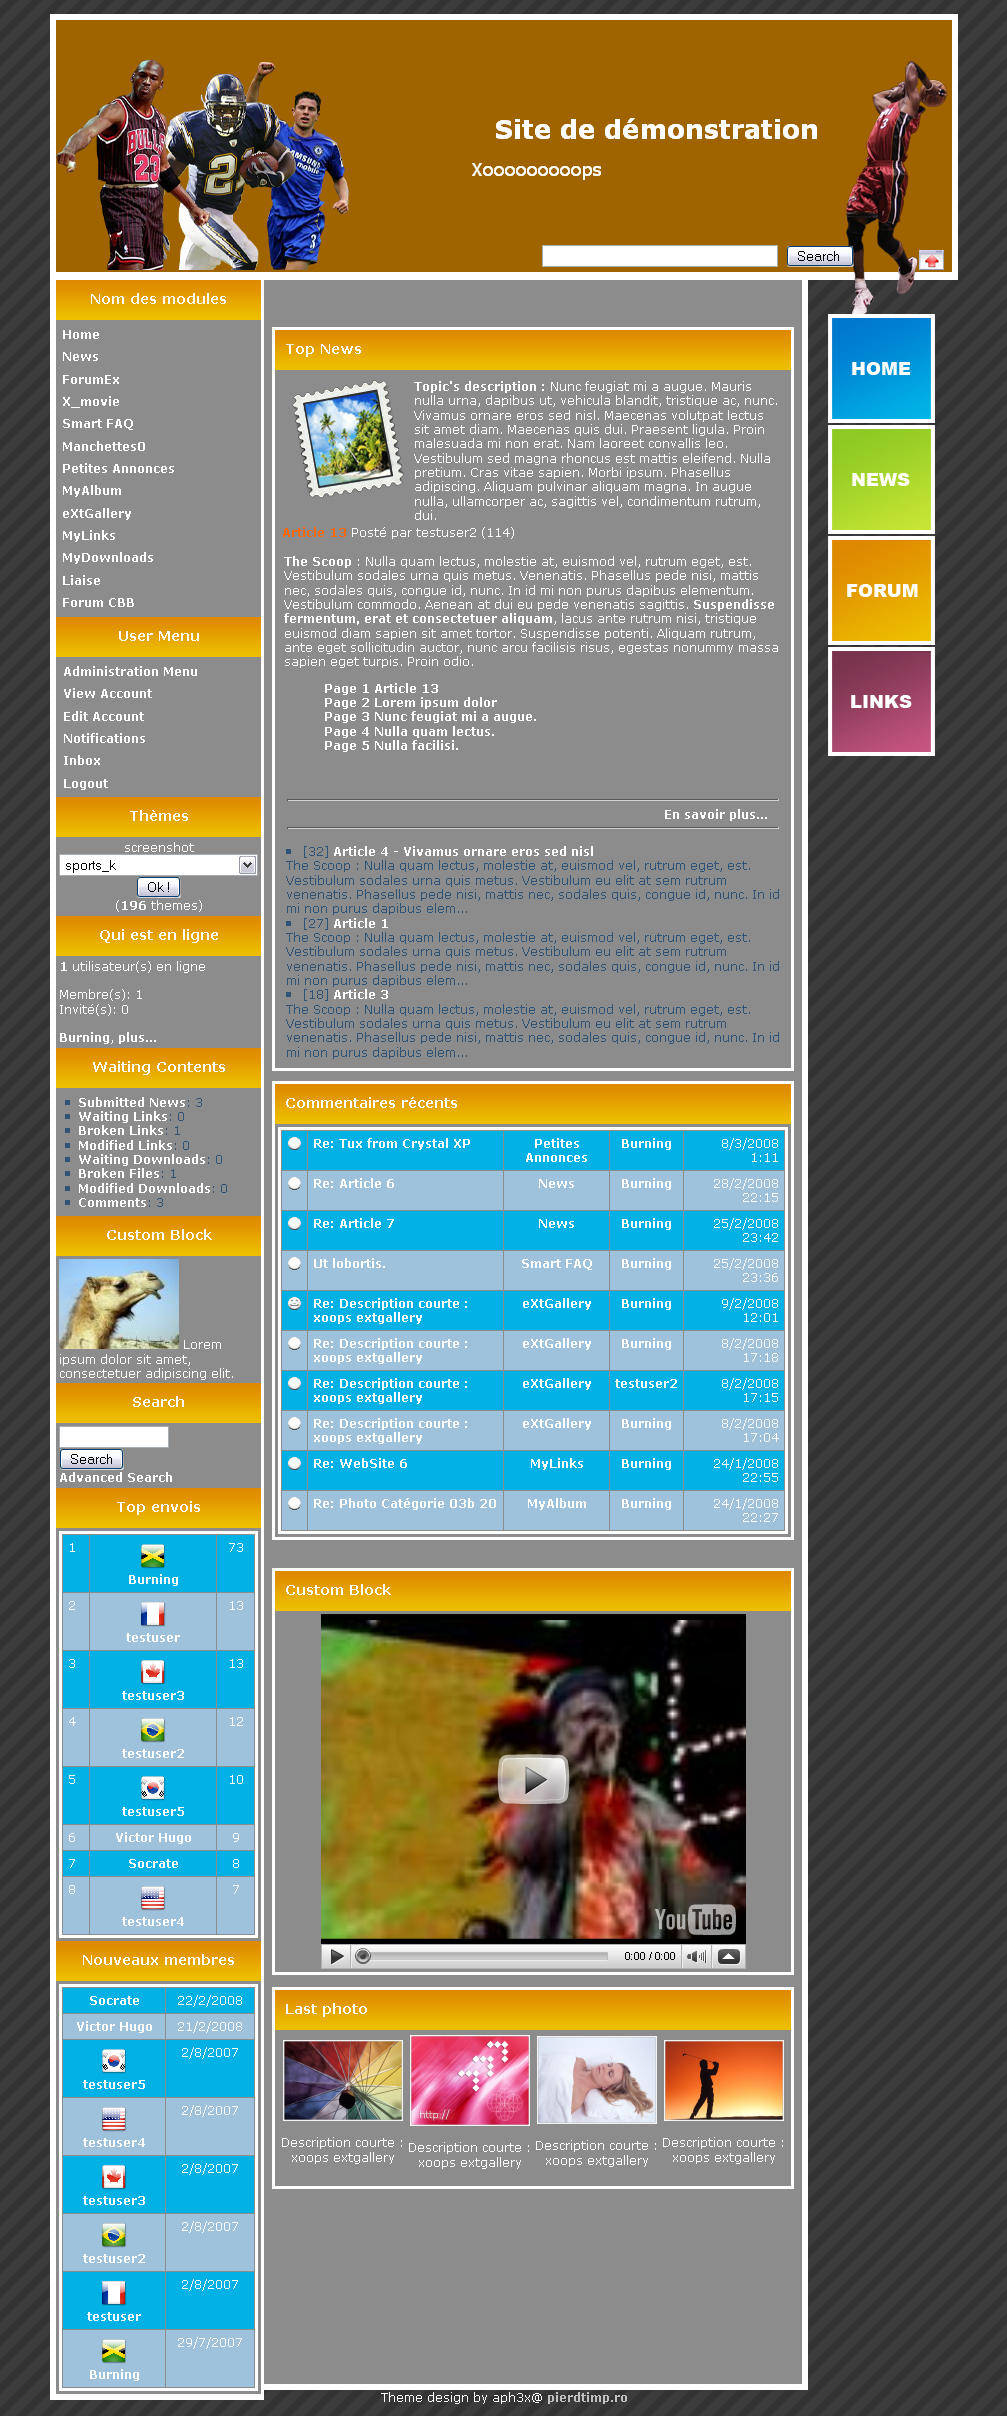 Site de démonstration
Xoooooooooops
Search
BULLS
23
2
SAMSUNG
mobile
3
3
HOME
NEWS
FORUM
LINKS
Nom des modules
Home
News
ForumEx
X_movie
Smart FAQ
Manchettes0
Petites Annonces
MyAlbum
eXtGallery
MyLinks
MyDownloads
Liaise
Forum CBB
User Menu
Administration Menu
View Account
Edit Account
Notifications
Inbox
Logout
Thèmes
screenshot
sports_k
Ok !
(196 themes)
Qui est en ligne
1 utilisateur(s) en ligne
Membre(s): 1
Invité(s): 0
Burning, plus...
Waiting Contents
Submitted News: 3
Waiting Links: 0
Broken Links: 1
Modified Links: 0
Waiting Downloads: 0
Broken Files: 1
Modified Downloads: 0
Comments: 3
Custom Block
Lorem
ipsum dolor sit amet,
consectetuer adipiscing elit.
Search
Search
Advanced Search
Top envois
1 Burning 73
2 testuser 13
3 testuser3 13
4 testuser2 12
5 testuser5 10
6 Victor Hugo 9
7 Socrate 8
8 testuser4 7
Nouveaux membres
Socrate 22/2/2008
Victor Hugo 21/2/2008
testuser5 2/8/2007
testuser4 2/8/2007
testuser3 2/8/2007
testuser2 2/8/2007
testuser 2/8/2007
Burning 29/7/2007
Top News
Topic's description : Nunc feugiat mi a augue. Mauris
nulla urna, dapibus ut, vehicula blandit, tristique ac, nunc.
Vivamus ornare eros sed nisl. Maecenas volutpat lectus
sit amet diam. Maecenas quis dui. Praesent ligula. Proin
malesuada mi non erat. Nam laoreet convallis leo.
Vestibulum sed magna rhoncus est mattis eleifend. Nulla
pretium. Cras vitae sapien. Morbi ipsum. Phasellus
adipiscing. Aliquam pulvinar aliquam magna. In augue
nulla, ullamcorper ac, sagittis vel, condimentum rutrum,
dui.
Article 13 Posté par testuser2 (114)
The Scoop : Nulla quam lectus, molestie at, euismod vel, rutrum eget, est.
Vestibulum sodales urna quis metus. Venenatis. Phasellus pede nisi, mattis
nec, sodales quis, congue id, nunc. In id mi non purus dapibus elementum.
Vestibulum commodo. Aenean at dui eu pede venenatis sagittis. Suspendisse
fermentum, erat et consectetuer aliquam, lacus ante rutrum nisi, tristique
euismod diam sapien sit amet tortor. Suspendisse potenti. Aliquam rutrum,
ante eget sollicitudin auctor, nunc arcu facilisis risus, egestas nonummy massa
sapien eget turpis. Proin odio.
Page 1 Article 13
Page 2 Lorem ipsum dolor
Page 3 Nunc feugiat mi a augue.
Page 4 Nulla quam lectus.
Page 5 Nulla facilisi.
En savoir plus...
[32] Article 4 - Vivamus ornare eros sed nisl
The Scoop : Nulla quam lectus, molestie at, euismod vel, rutrum eget, est.
Vestibulum sodales urna quis metus. Vestibulum eu elit at sem rutrum
venenatis. Phasellus pede nisi, mattis nec, sodales quis, congue id, nunc. In id
mi non purus dapibus elem...
[27] Article 1
The Scoop : Nulla quam lectus, molestie at, euismod vel, rutrum eget, est.
Vestibulum sodales urna quis metus. Vestibulum eu elit at sem rutrum
venenatis. Phasellus pede nisi, mattis nec, sodales quis, congue id, nunc. In id
mi non purus dapibus elem...
[18] Article 3
The Scoop : Nulla quam lectus, molestie at, euismod vel, rutrum eget, est.
Vestibulum sodales urna quis metus. Vestibulum eu elit at sem rutrum
venenatis. Phasellus pede nisi, mattis nec, sodales quis, congue id, nunc. In id
mi non purus dapibus elem...
Commentaires récents
Re: Tux from Crystal XP Petites Annonces Burning 8/3/2008 1:11
Re: Article 6 News Burning 28/2/2008 22:15
Re: Article 7 News Burning 25/2/2008 23:42
Ut lobortis. Smart FAQ Burning 25/2/2008 23:36
Re: Description courte : xoops extgallery eXtGallery Burning 9/2/2008 12:01
Re: Description courte : xoops extgallery eXtGallery Burning 8/2/2008 17:18
Re: Description courte : xoops extgallery eXtGallery testuser2 8/2/2008 17:15
Re: Description courte : xoops extgallery eXtGallery Burning 8/2/2008 17:04
Re: WebSite 6 MyLinks Burning 24/1/2008 22:55
Re: Photo Catégorie 03b 20 MyAlbum Burning 24/1/2008 22:27
Custom Block
YouTube
0:00 / 0:00
Last photo
http://
Description courte :
xoops extgallery
Description courte :
xoops extgallery
Description courte :
xoops extgallery
Description courte :
xoops extgallery
Theme design by aph3x@ pierdtimp.ro